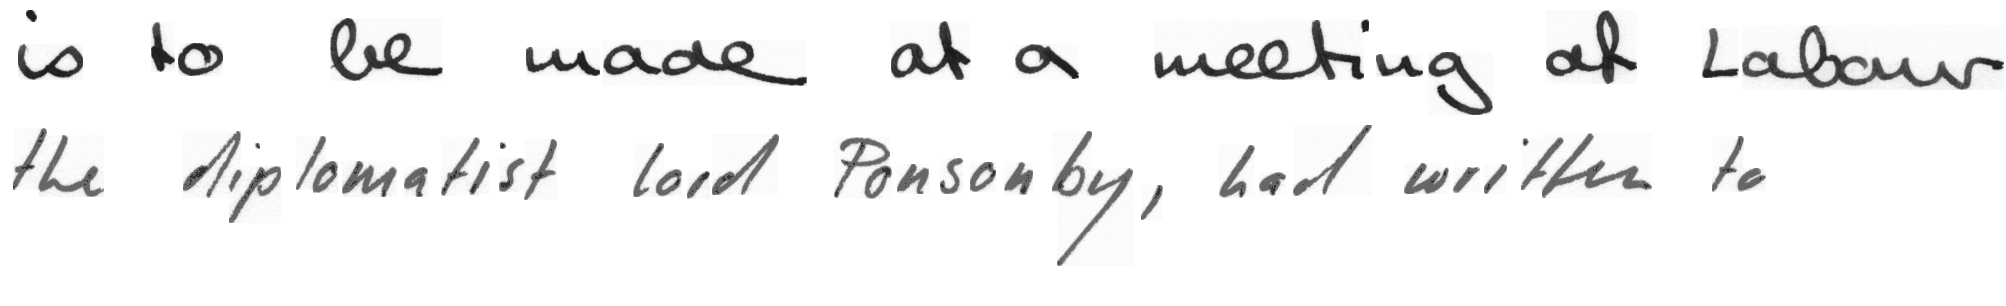 is to be made at a meeting of Labour
the diplomatist lord Ponsonby, had written to